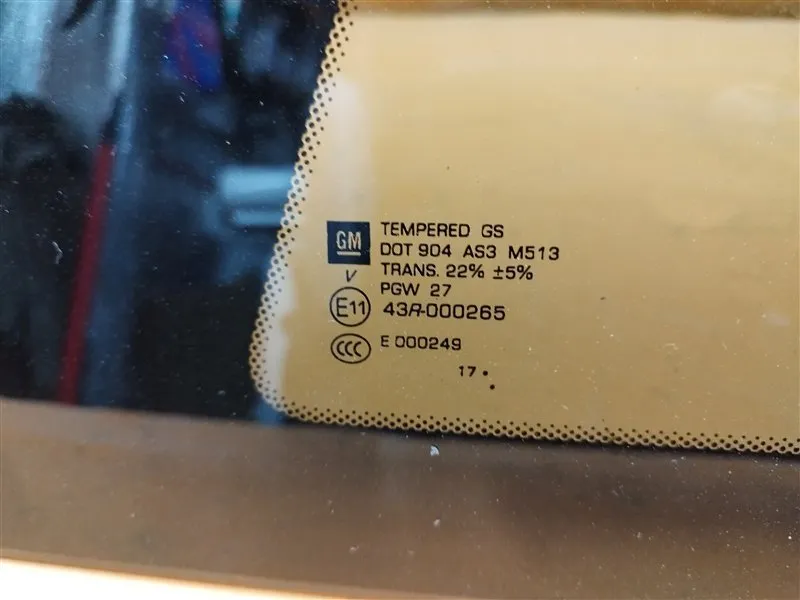 GM
TEMPERED GS
DOT 904 AS3 M513
TRANS. 22% ±5%
V
PGW 27
E11 43R-000265
CCC E 000249
17 •